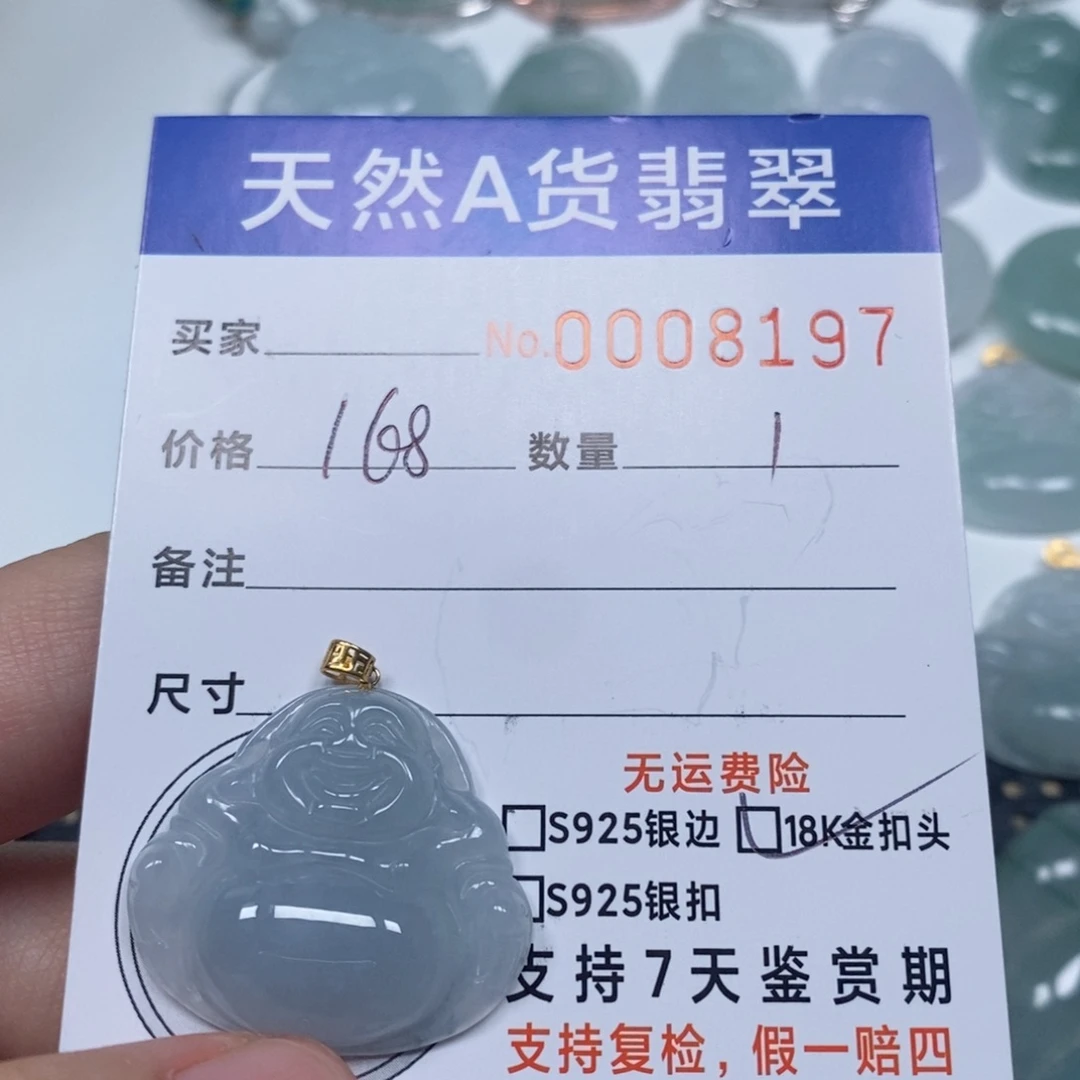 天然A货翡翠
买家 No.0008197
价格 168 数量 1
备注
尺寸
无运费险
S925银边 18K金扣头
S925银扣
支持7天鉴赏期
支持复检，假一赔四